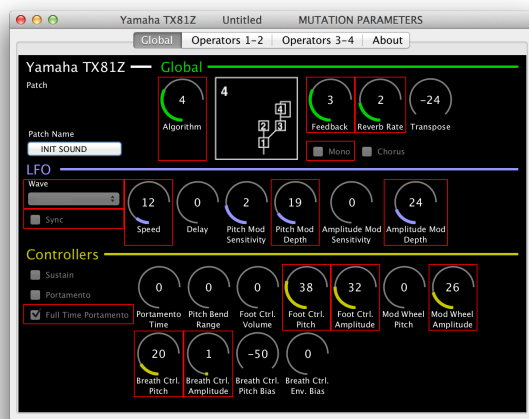 Yamaha TX81Z Untitled MUTATION PARAMETERS
Global Operators 1-2 Operators 3-4 About
Yamaha TX81Z Global
Patch
4
4
3
2
-24
4
2 3
1
Algorithm
Feedback Reverb Rate Transpose
Patch Name
INIT SOUND
Mono Chorus
LFO
Wave
Sync
12 0 2 19 0 24
Speed Delay Pitch Mod Sensitivity Pitch Mod Depth Amplitude Mod Sensitivity Amplitude Mod Depth
Controllers
Sustain
Portamento
Full Time Portamento
0 0 0 38 32 0 26
Portamento Time Pitch Bend Range Foot Ctrl. Volume Foot Ctrl. Pitch Foot Ctrl. Amplitude Mod Wheel Pitch Mod Wheel Amplitude
20 1 -50 0
Breath Ctrl. Pitch Breath Ctrl. Amplitude Breath Ctrl. Pitch Bias Breath Ctrl. Env. Bias